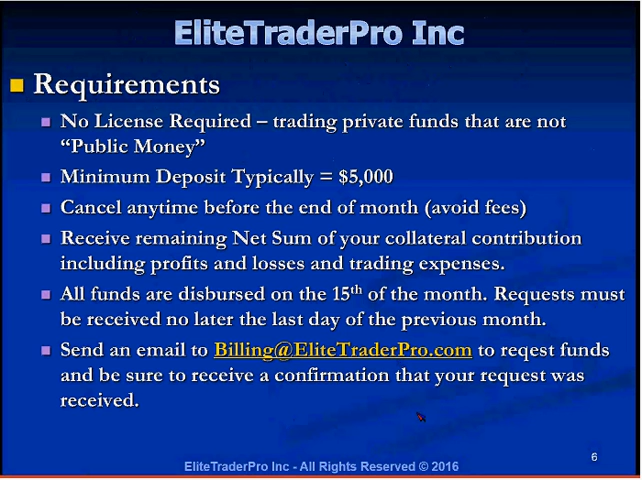 EliteTraderPro Inc
Requirements
No License Required – trading private funds that are not
“Public Money”
Minimum Deposit Typically = $5,000
Cancel anytime before the end of month (avoid fees)
Receive remaining Net Sum of your collateral contribution
including profits and losses and trading expenses.
All funds are disbursed on the 15th of the month. Requests must
be received no later the last day of the previous month.
Send an email to Billing@EliteTraderPro.com to reqest funds
and be sure to receive a confirmation that your request was
received.
6
EliteTraderPro Inc - All Rights Reserved © 2016